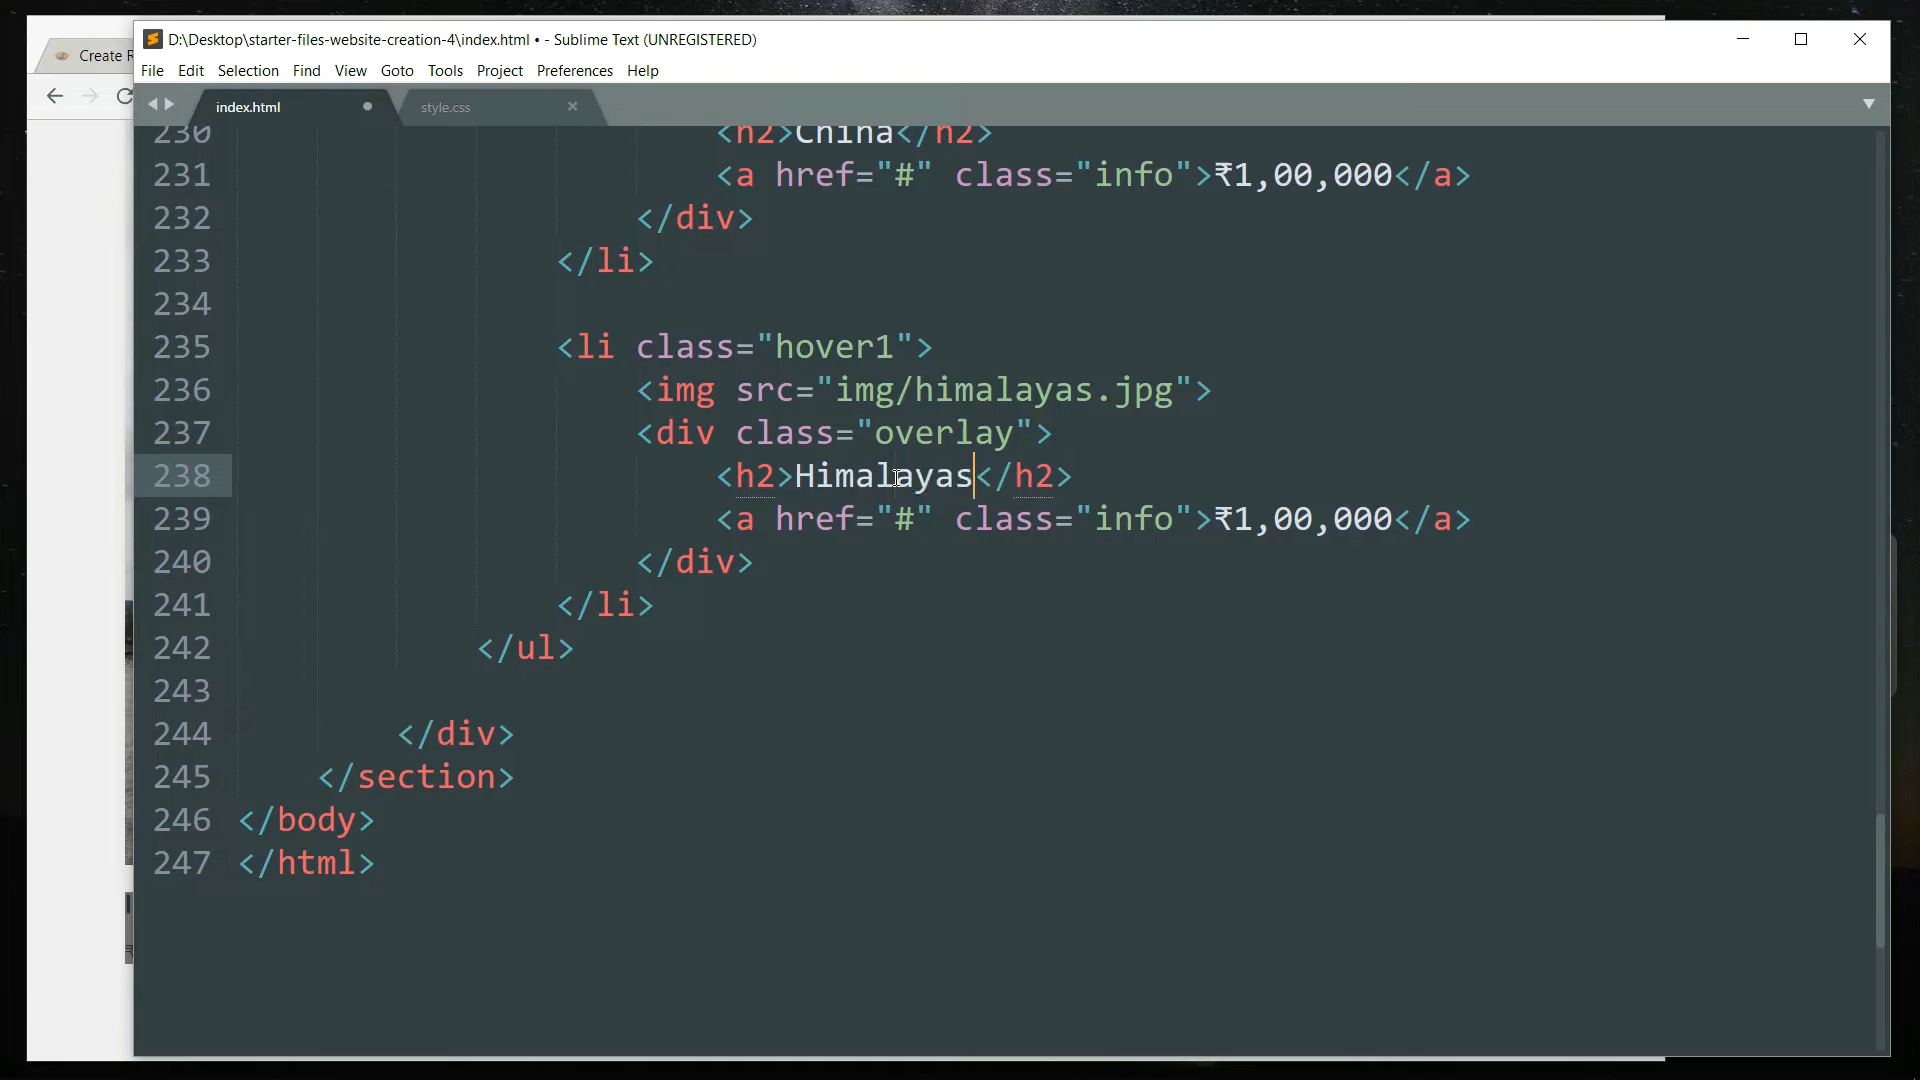 Create R
D:\Desktop\starter-files-website-creation-4\index.html • - Sublime Text (UNREGISTERED)
File Edit Selection Find View Goto Tools Project Preferences Help
index.html style.css
230 <h2>China</h2>
231 <a href="#" class="info">₹1,00,000</a>
232 </div>
233 </li>
234
235 <li class="hover1">
236 <img src="img/himalayas.jpg">
237 <div class="overlay">
238 <h2>Himalayas</h2>
239 <a href="#" class="info">₹1,00,000</a>
240 </div>
241 </li>
242 </ul>
243
244 </div>
245 </section>
246 </body>
247 </html>